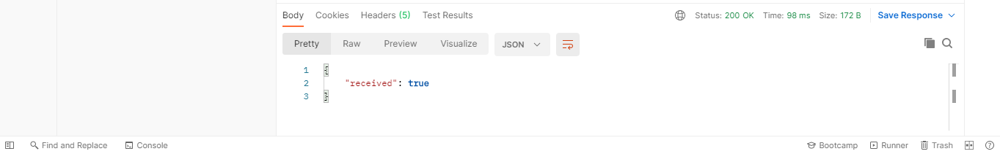 Body Cookies Headers (5) Test Results Status: 200 OK Time: 98 ms Size: 172 B Save Response
Pretty Raw Preview Visualize JSON
1 {
2 "received": true
3 }
Find and Replace Console Bootcamp Runner Trash